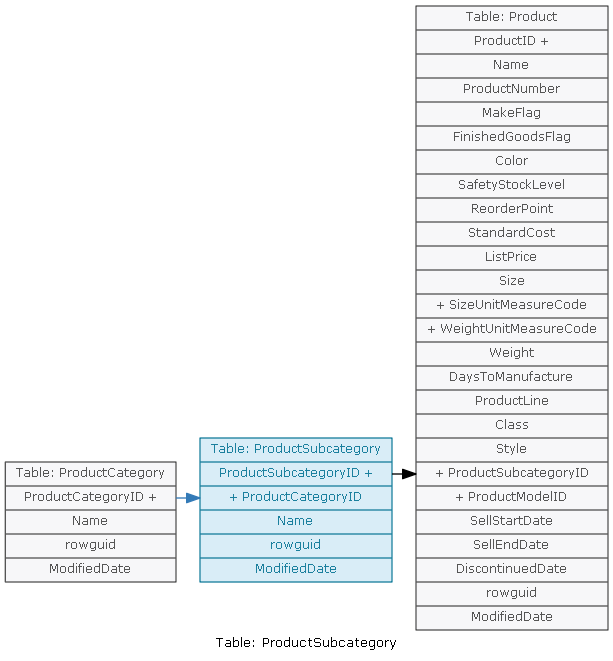 Table: Product
ProductID +
Name
ProductNumber
MakeFlag
FinishedGoodsFlag
Color
SafetyStockLevel
ReorderPoint
StandardCost
ListPrice
Size
+ SizeUnitMeasureCode
+ WeightUnitMeasureCode
Weight
DaysToManufacture
ProductLine
Class
Style
+ ProductSubcategoryID
+ ProductModelID
SellStartDate
SellEndDate
DiscontinuedDate
rowguid
ModifiedDate
Table: ProductSubcategory
ProductSubcategoryID +
+ ProductCategoryID
Name
rowguid
ModifiedDate
Table: ProductCategory
ProductCategoryID +
Name
rowguid
ModifiedDate
Table: ProductSubcategory